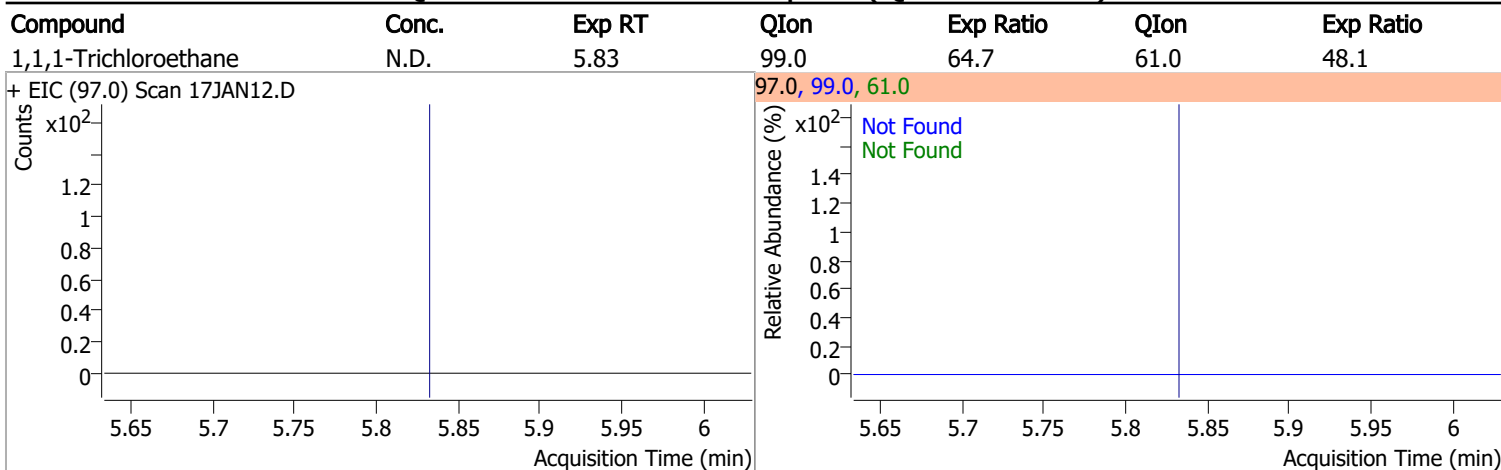 Compound Conc. Exp RT QIon Exp Ratio QIon Exp Ratio
1,1,1-Trichloroethane N.D. 5.83 99.0 64.7 61.0 48.1
+ EIC (97.0) Scan 17JAN12.D
Counts
x10²
1.2
1
0.8
0.6
0.4
0.2
0
5.65 5.7 5.75 5.8 5.85 5.9 5.95 6
Acquisition Time (min)
97.0, 99.0, 61.0
Relative Abundance (%)
x10²
Not Found
Not Found
1.4
1.2
1
0.8
0.6
0.4
0.2
0
5.65 5.7 5.75 5.8 5.85 5.9 5.95 6
Acquisition Time (min)